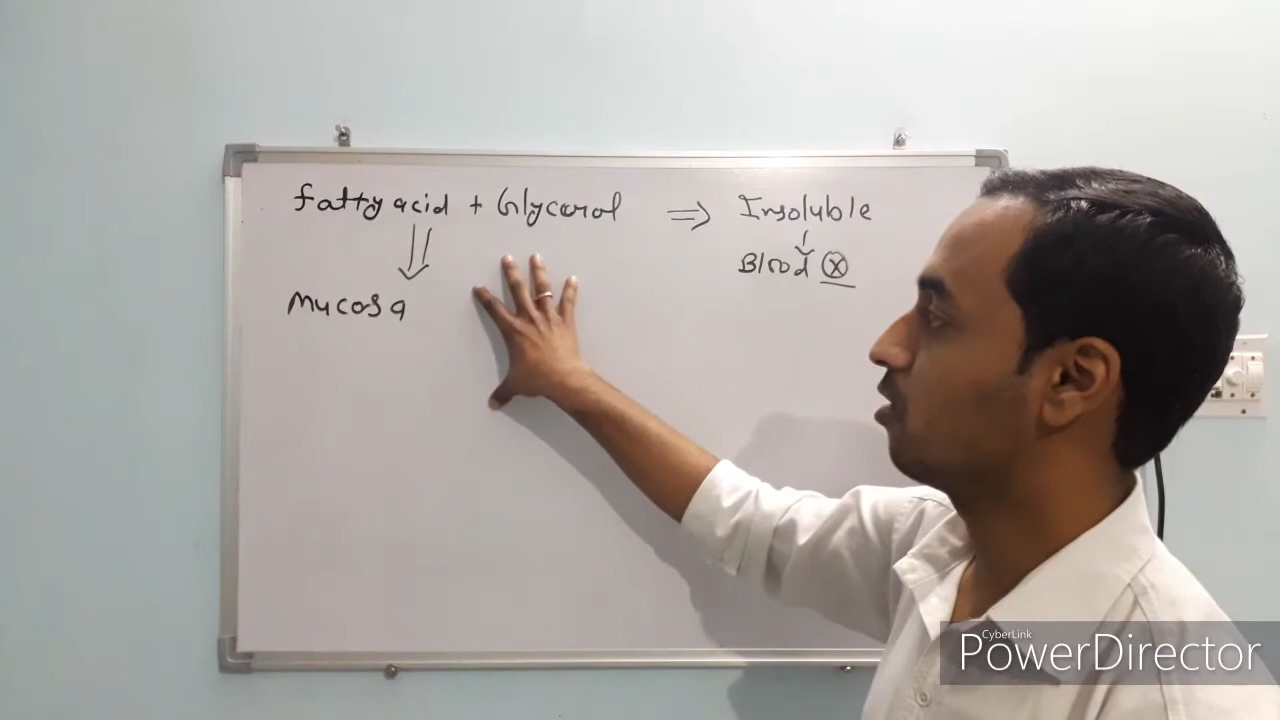 fatty acid + Glycerol ⇒ Insoluble
↓
⇓
Blood ⓧ
Mucosa
CyberLink
PowerDirector